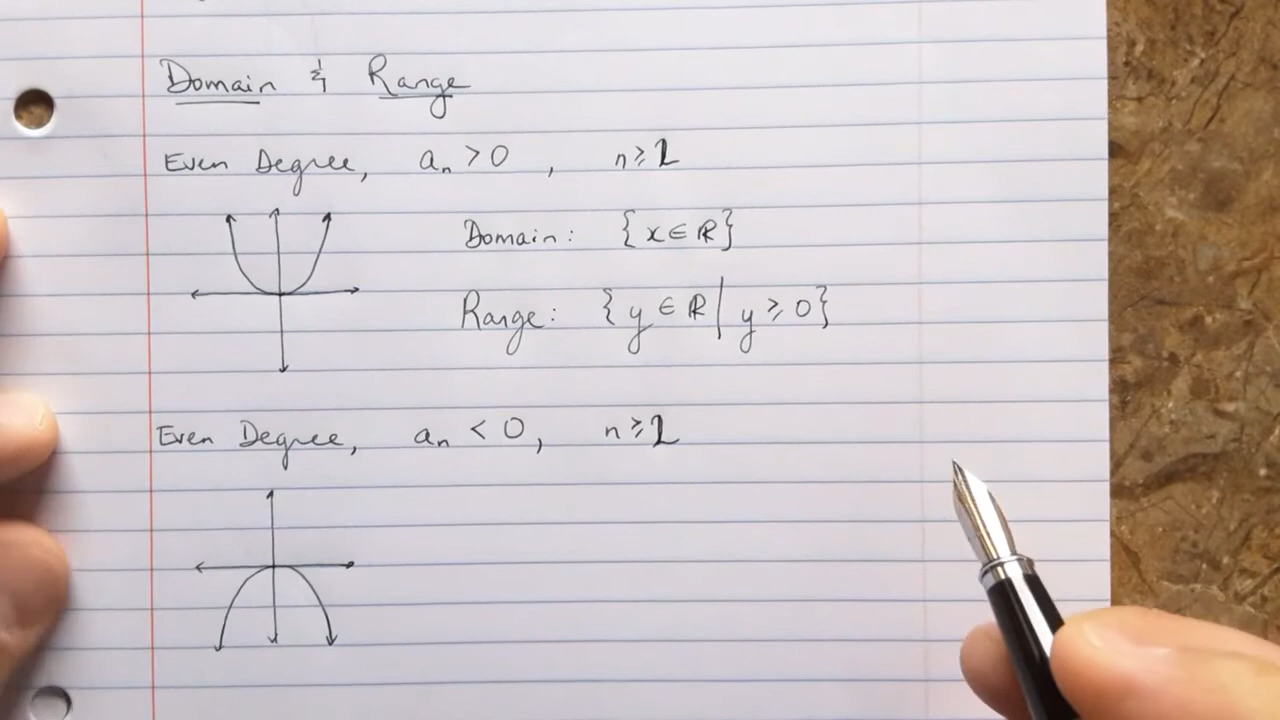 Domain & Range
Even Degree, aₙ > 0 , n ≥ 2
Domain: {x ∈ ℝ}
Range: {y ∈ ℝ | y ≥ 0}
Even Degree, aₙ < 0, n ≥ 2